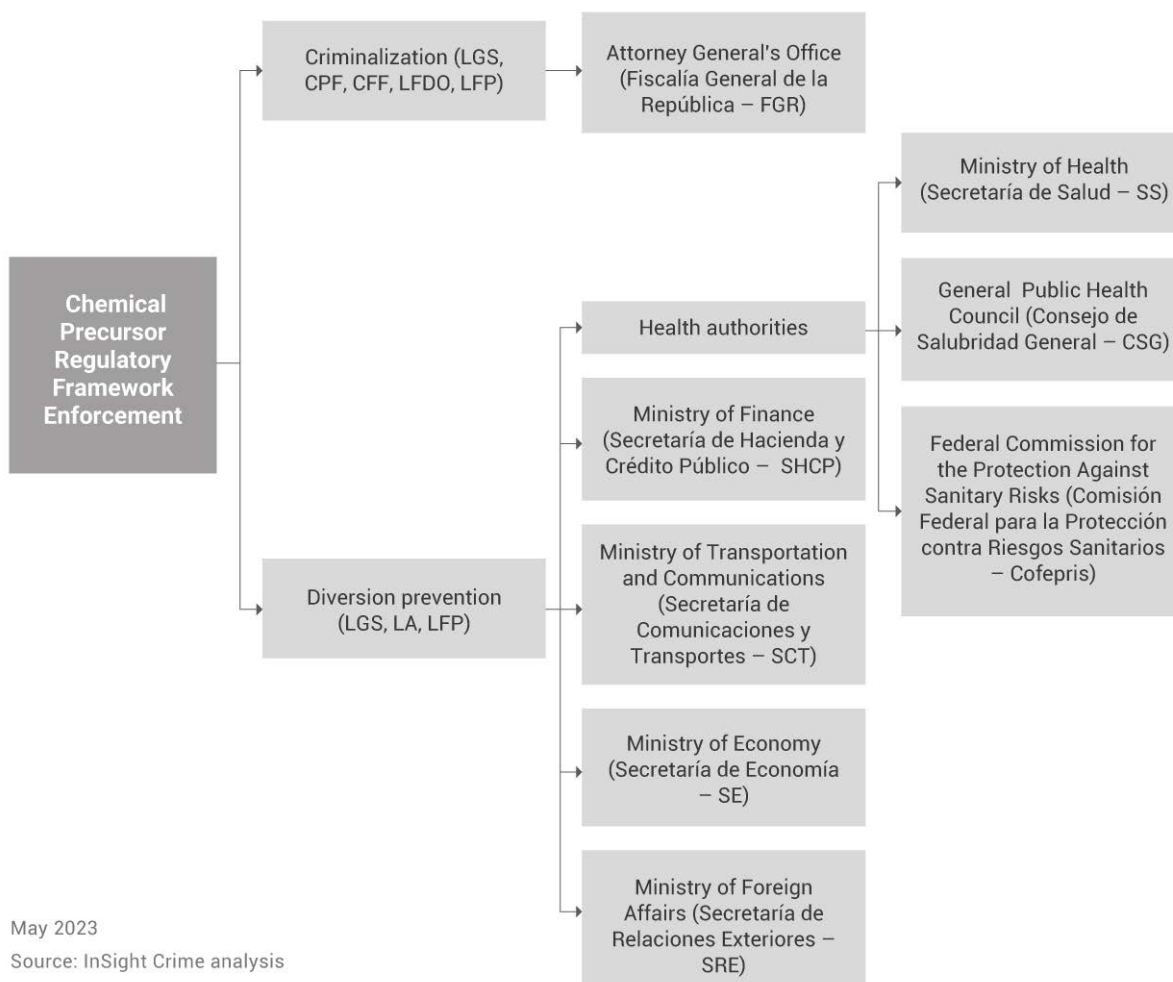 Chemical
Precursor
Regulatory
Framework
Enforcement
Criminalization (LGS,
CPF, CFF, LFDO, LFP)
Attorney General's Office
(Fiscalía General de la
República – FGR)
Diversion prevention
(LGS, LA, LFP)
Health authorities
Ministry of Health
(Secretaría de Salud – SS)
General Public Health
Council (Consejo de
Salubridad General – CSG)
Federal Commission for
the Protection Against
Sanitary Risks (Comisión
Federal para la Protección
contra Riesgos Sanitarios
– Cofepris)
Ministry of Finance
(Secretaría de Hacienda y
Crédito Público – SHCP)
Ministry of Transportation
and Communications
(Secretaría de
Comunicaciones y
Transportes – SCT)
Ministry of Economy
(Secretaría de Economía
– SE)
Ministry of Foreign
Affairs (Secretaría de
Relaciones Exteriores –
SRE)
May 2023
Source: InSight Crime analysis